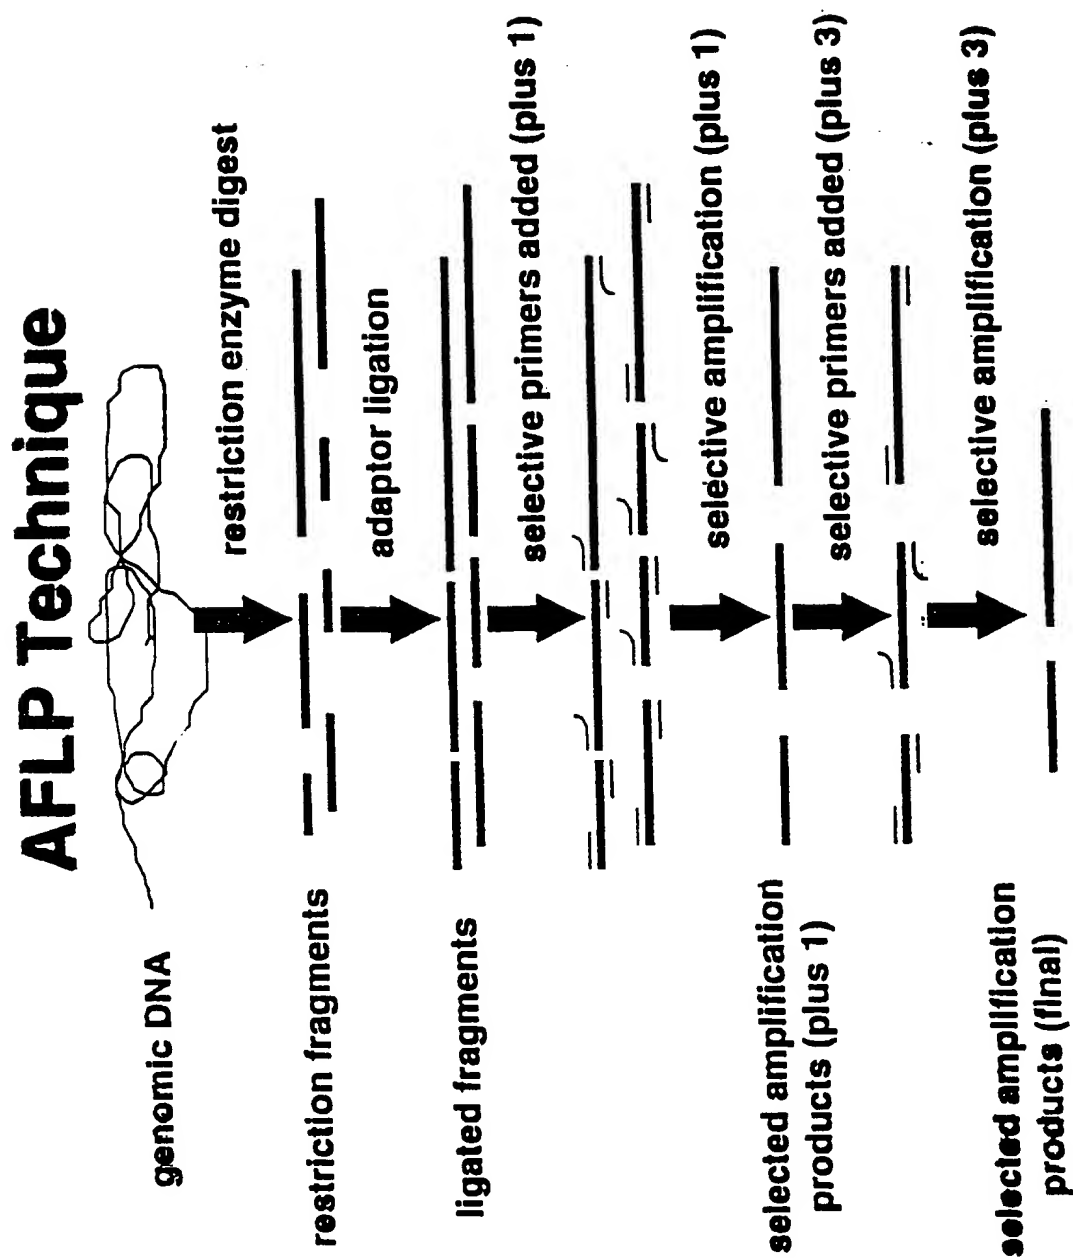 AFLP Technique
genomic DNA
restriction enzyme digest
restriction fragments
adaptor ligation
ligated fragments
selective primers added (plus 1)
selective amplification (plus 1)
selected amplification
products (plus 1)
selective primers added (plus 3)
selective amplification (plus 3)
selected amplification
products (final)